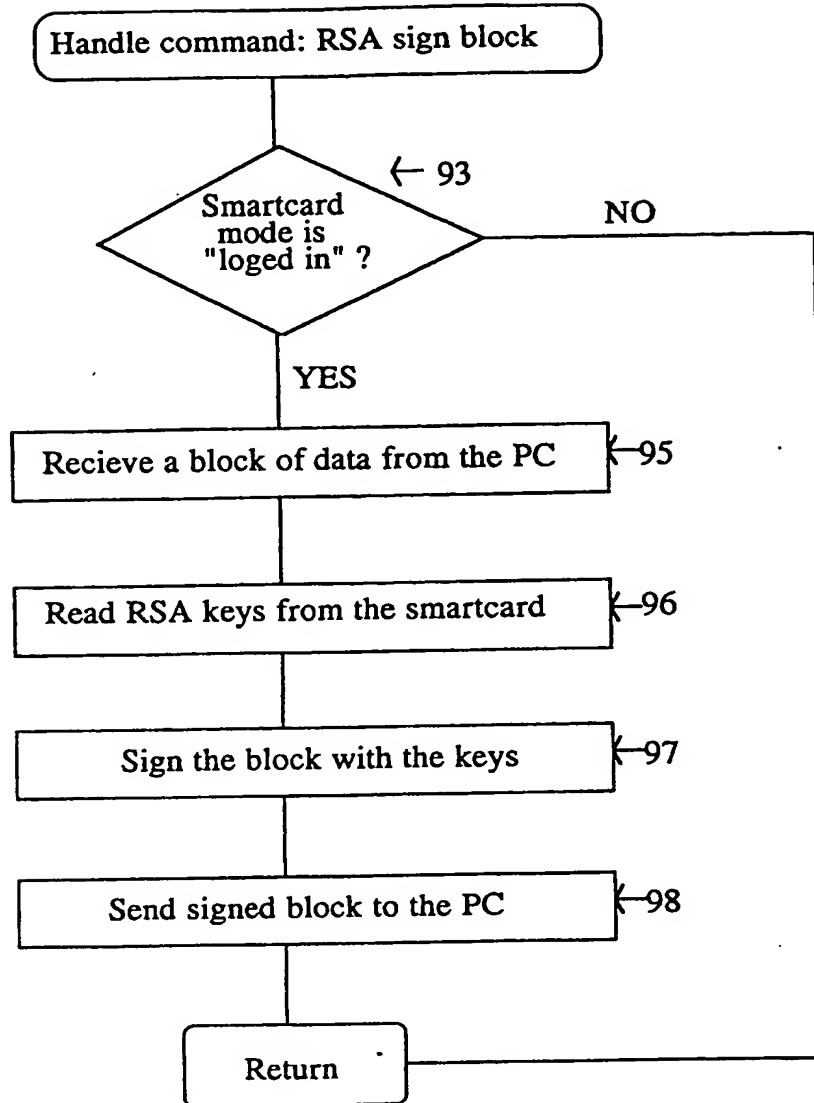 Handle command: RSA sign block
← 93
Smartcard
mode is
"loged in" ?
NO
YES
Recieve a block of data from the PC
←95
Read RSA keys from the smartcard
←96
Sign the block with the keys
←97
Send signed block to the PC
←98
Return